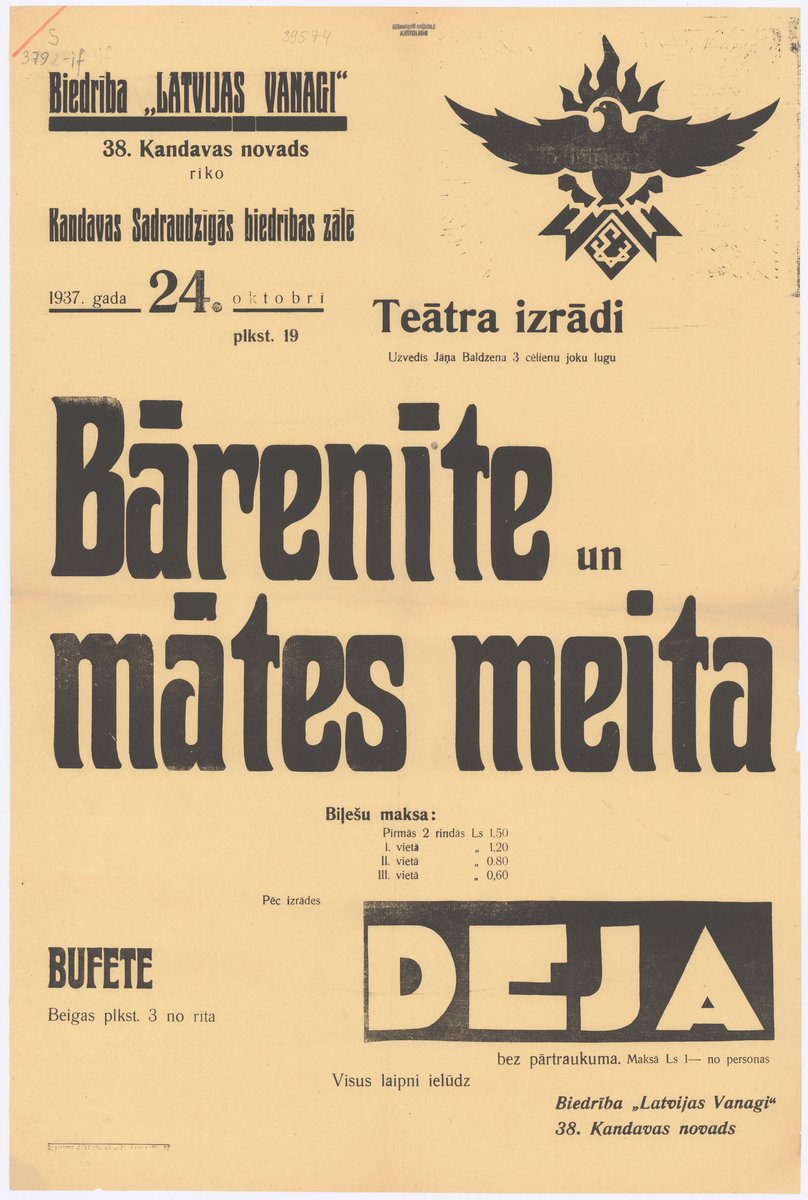 S
3792-if
39574
Biedrība „LATVIJAS VANAGI“
38. Kandavas novads
rīko
Kandavas Sadraudzīgās biedrības zālē
1937. gada 24. oktobrī
plkst. 19
Teātra izrādi
Uzvedīs Jāņa Baldzena 3 cēlienu joku lugu
Bārenīte un
mātes meita
Biļešu maksa:
Pirmās 2 rindās Ls 1,50
I. vietā „ 1,20
II. vietā „ 0.80
III. vietā „ 0,60
Pēc izrādes
DEJA
BUFETE
Beigas plkst. 3 no rīta
bez pārtraukuma. Maksā Ls 1— no personas
Visus laipni ielūdz
Biedrība „Latvijas Vanagi“
38. Kandavas novads